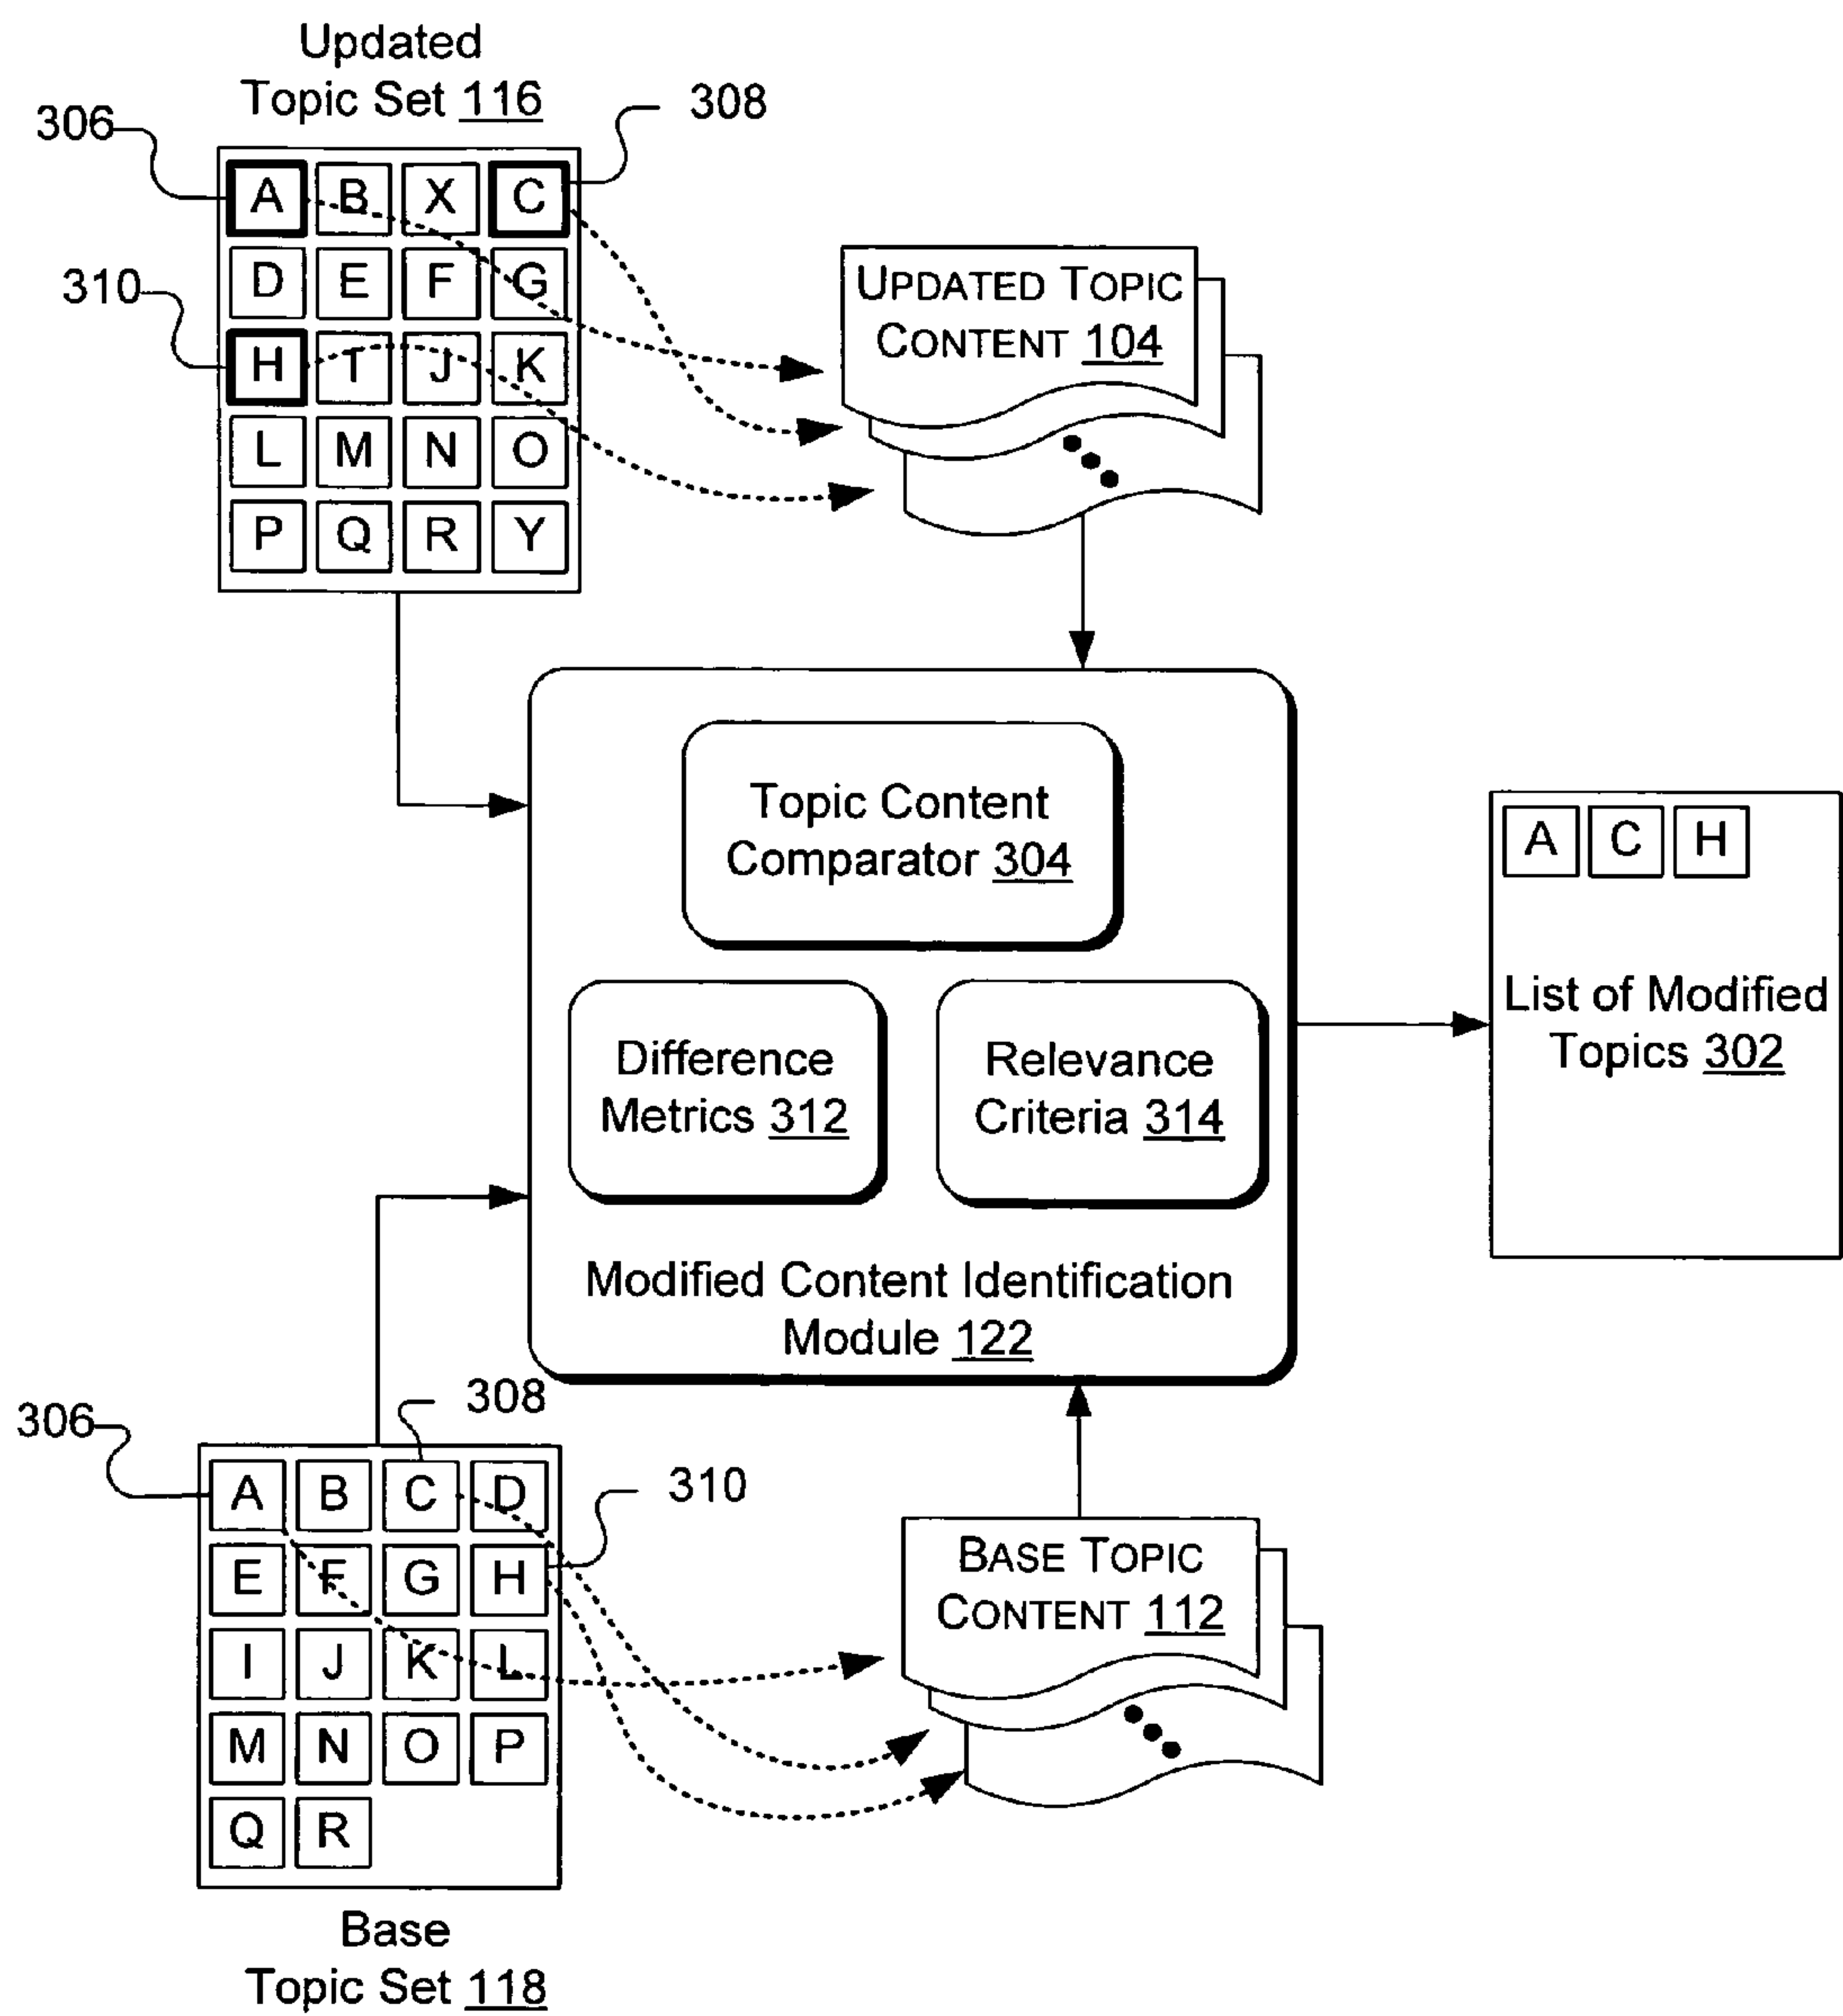 Updated
Topic Set 116
306
308
A B X C
D E F G
310
H I J K
L M N O
P Q R Y
UPDATED TOPIC
CONTENT 104
Topic Content
Comparator 304
Difference
Metrics 312
Relevance
Criteria 314
Modified Content Identification
Module 122
A C H
List of Modified
Topics 302
306
308
310
A B C D
E F G H
I J K L
M N O P
Q R
BASE TOPIC
CONTENT 112
Base
Topic Set 118